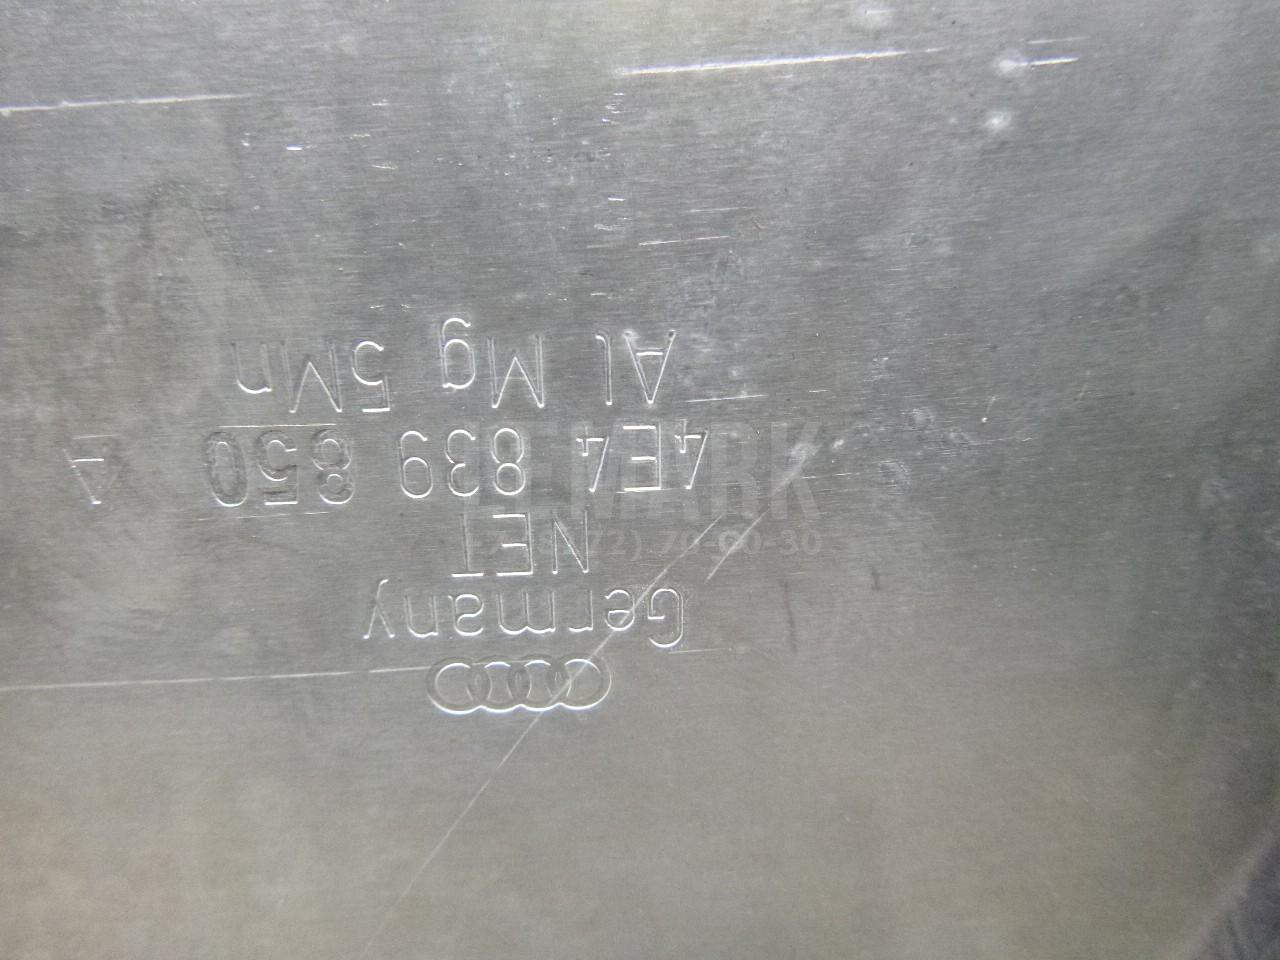 Germany
NET
4E4 839 850 A
Al Mg 5Mn